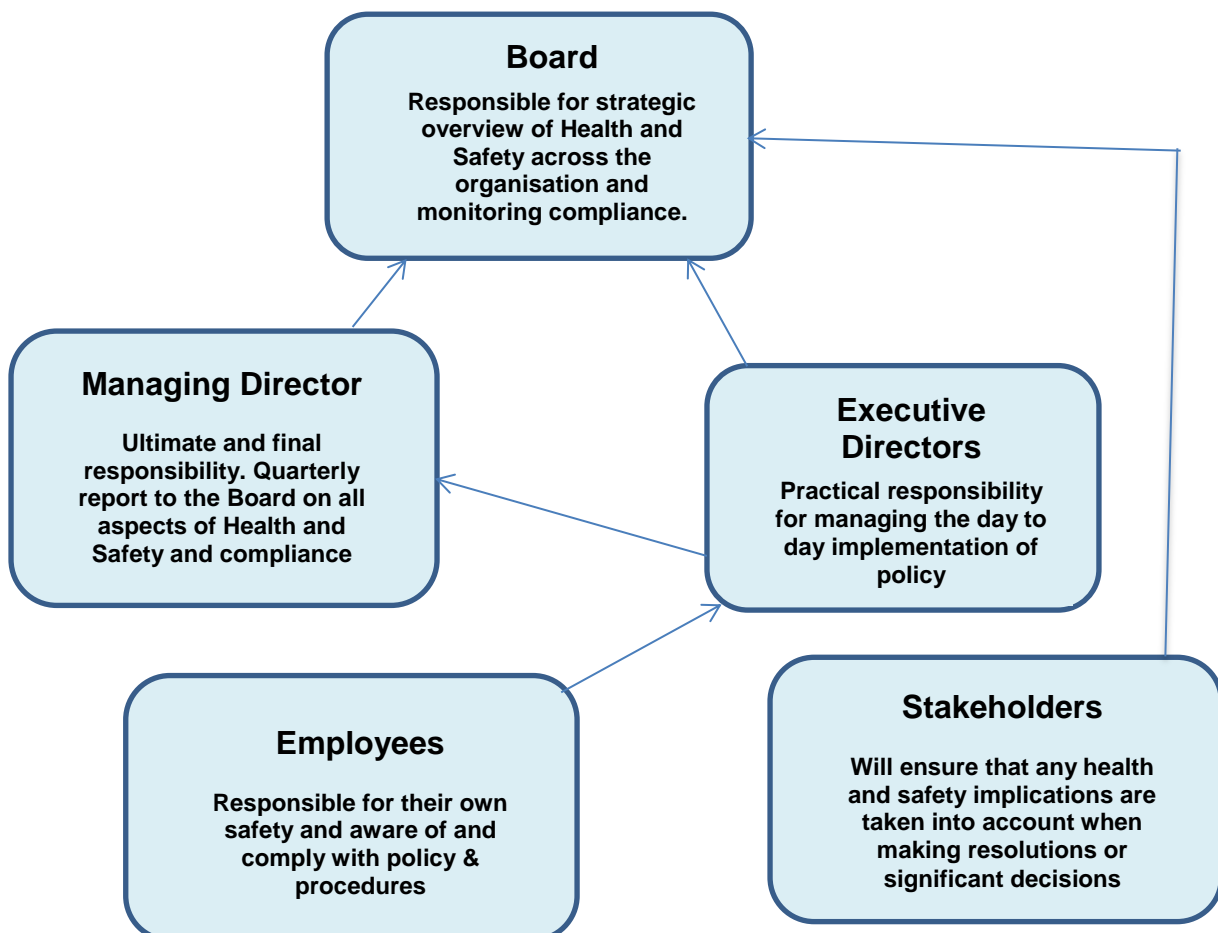 Board
Responsible for strategic
overview of Health and
Safety across the
organisation and
monitoring compliance.
Managing Director
Ultimate and final
responsibility. Quarterly
report to the Board on all
aspects of Health and
Safety and compliance
Executive
Directors
Practical responsibility
for managing the day to
day implementation of
policy
Employees
Responsible for their own
safety and aware of and
comply with policy &
procedures
Stakeholders
Will ensure that any health
and safety implications are
taken into account when
making resolutions or
significant decisions